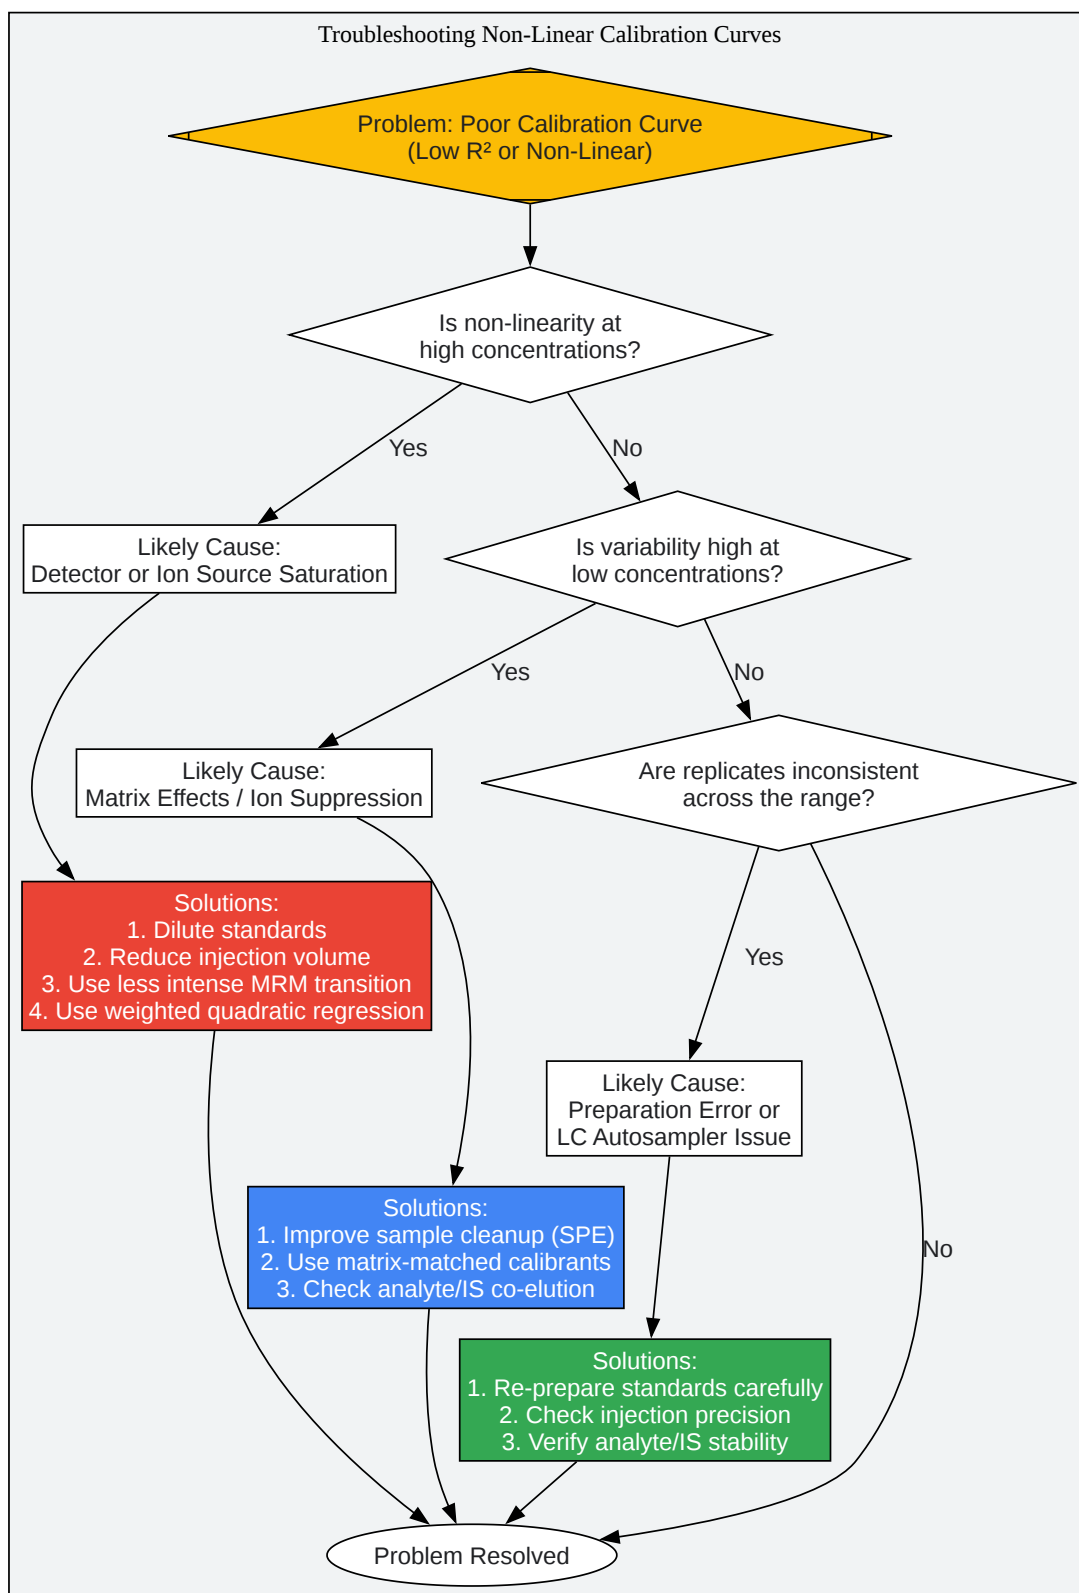 Troubleshooting Non-Linear Calibration Curves
Problem: Poor Calibration Curve
(Low R² or Non-Linear)
Is non-linearity at
high concentrations?
Yes
No
Likely Cause:
Detector or Ion Source Saturation
Is variability high at
low concentrations?
Yes
No
Likely Cause:
Matrix Effects / Ion Suppression
Are replicates inconsistent
across the range?
Solutions:
1. Dilute standards
2. Reduce injection volume
3. Use less intense MRM transition
4. Use weighted quadratic regression
Yes
Likely Cause:
Preparation Error or
LC Autosampler Issue
No
Solutions:
1. Improve sample cleanup (SPE)
2. Use matrix-matched calibrants
3. Check analyte/IS co-elution
Solutions:
1. Re-prepare standards carefully
2. Check injection precision
3. Verify analyte/IS stability
Problem Resolved